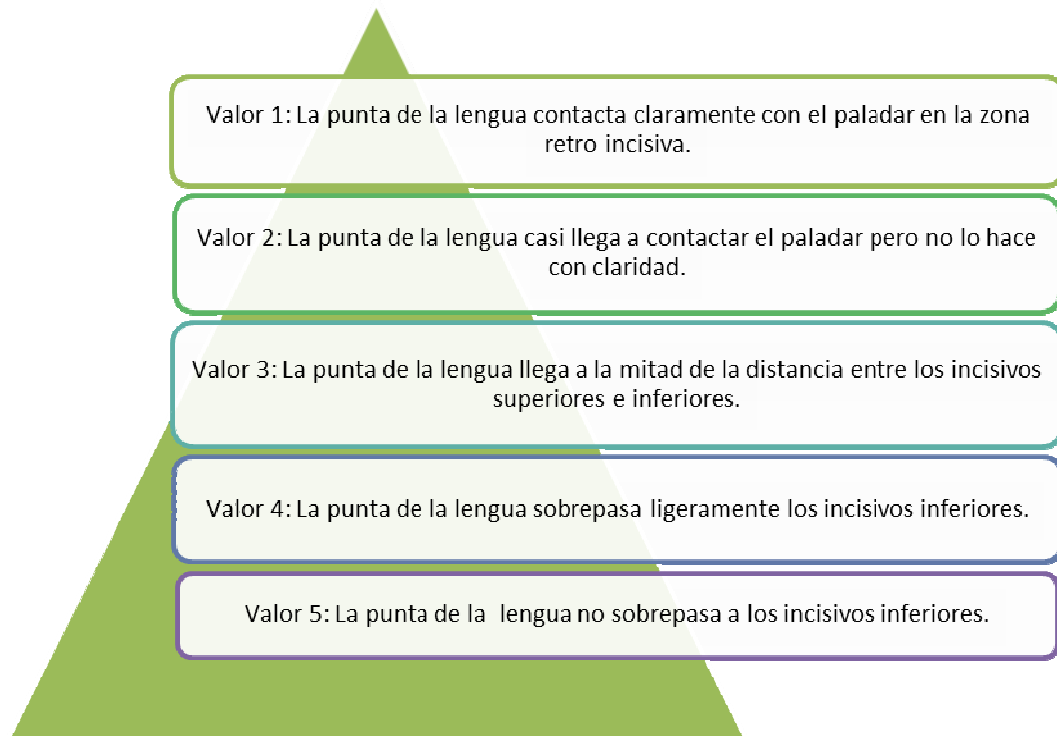 Valor 1: La punta de la lengua contacta claramente con el paladar en la zona
retro incisiva.
Valor 2: La punta de la lengua casi llega a contactar el paladar pero no lo hace
con claridad.
Valor 3: La punta de la lengua llega a la mitad de la distancia entre los incisivos
superiores e inferiores.
Valor 4: La punta de la lengua sobrepasa ligeramente los incisivos inferiores.
Valor 5: La punta de la lengua no sobrepasa a los incisivos inferiores.